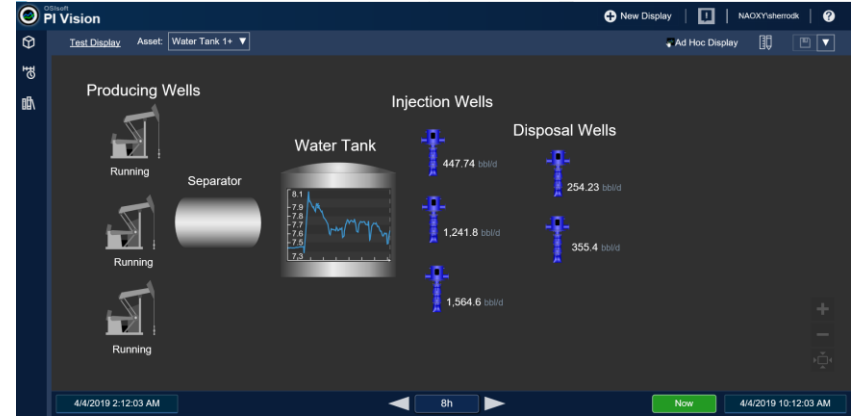 OSIsoft
PI Vision
New Display
NAOXY\sherrodk
?
Test Display
Asset:
Water Tank 1+
Ad Hoc Display
Producing Wells
Running
Running
Running
Separator
Water Tank
8.1
7.9
7.8
7.7
7.6
7.5
7.3
Injection Wells
447.74 bbl/d
1,241.8 bbl/d
1,564.6 bbl/d
Disposal Wells
254.23 bbl/d
355.4 bbl/d
4/4/2019 2:12:03 AM
8h
Now
4/4/2019 10:12:03 AM